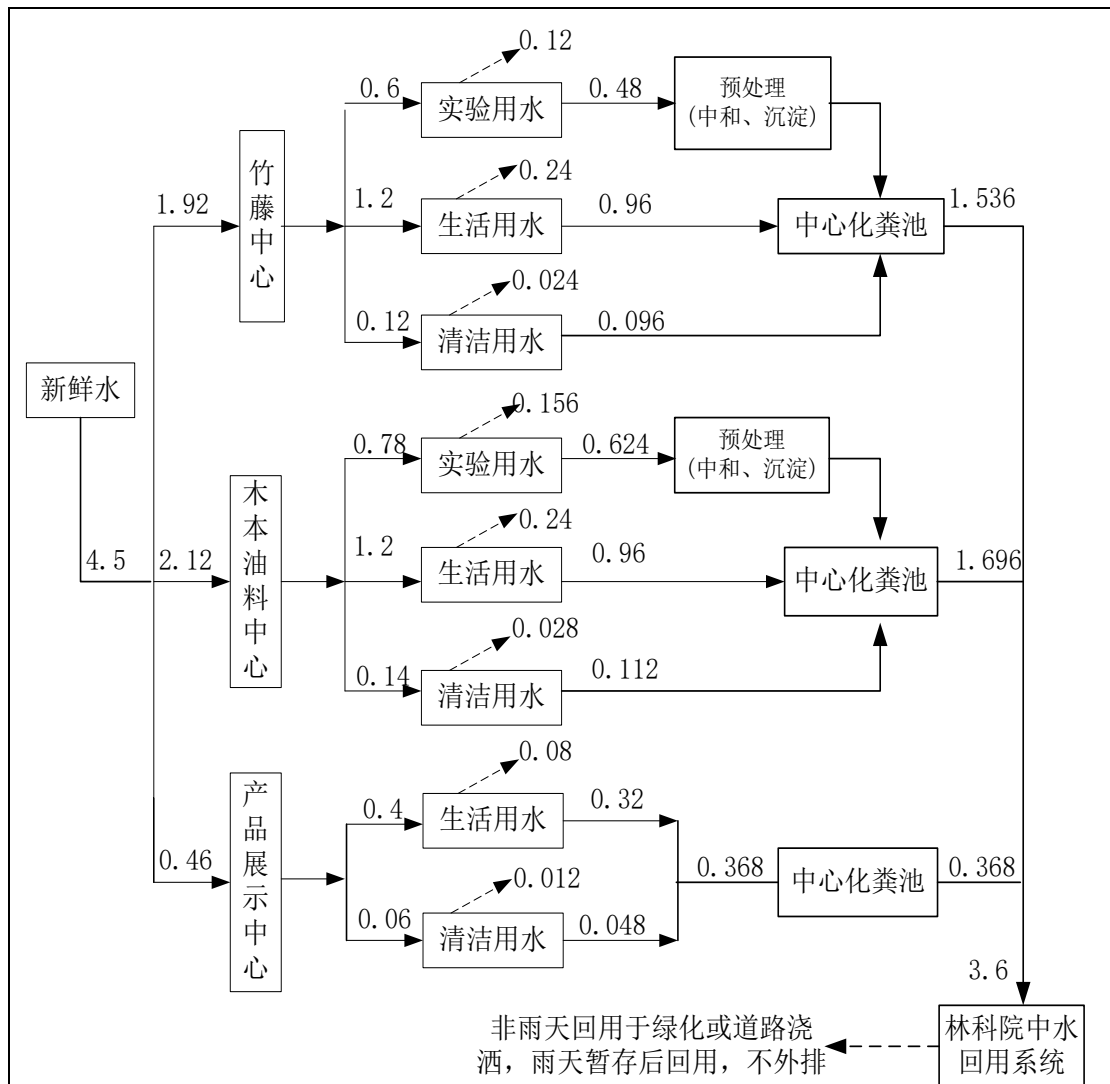 0.12
0.6
实验用水
0.48
预处理
(中和、沉淀)
竹藤中心
1.92
1.2
0.24
生活用水
0.96
中心化粪池
1.536
0.024
0.12
清洁用水
0.096
新鲜水
4.5
0.156
0.78
实验用水
0.624
预处理
(中和、沉淀)
木本油料中心
2.12
1.2
0.24
生活用水
0.96
中心化粪池
1.696
0.028
0.14
清洁用水
0.112
0.08
产品展示中心
0.46
0.4
生活用水
0.32
0.012
0.06
清洁用水
0.048
0.368
中心化粪池
0.368
3.6
林科院中水
回用系统
非雨天回用于绿化或道路浇
洒，雨天暂存后回用，不外排